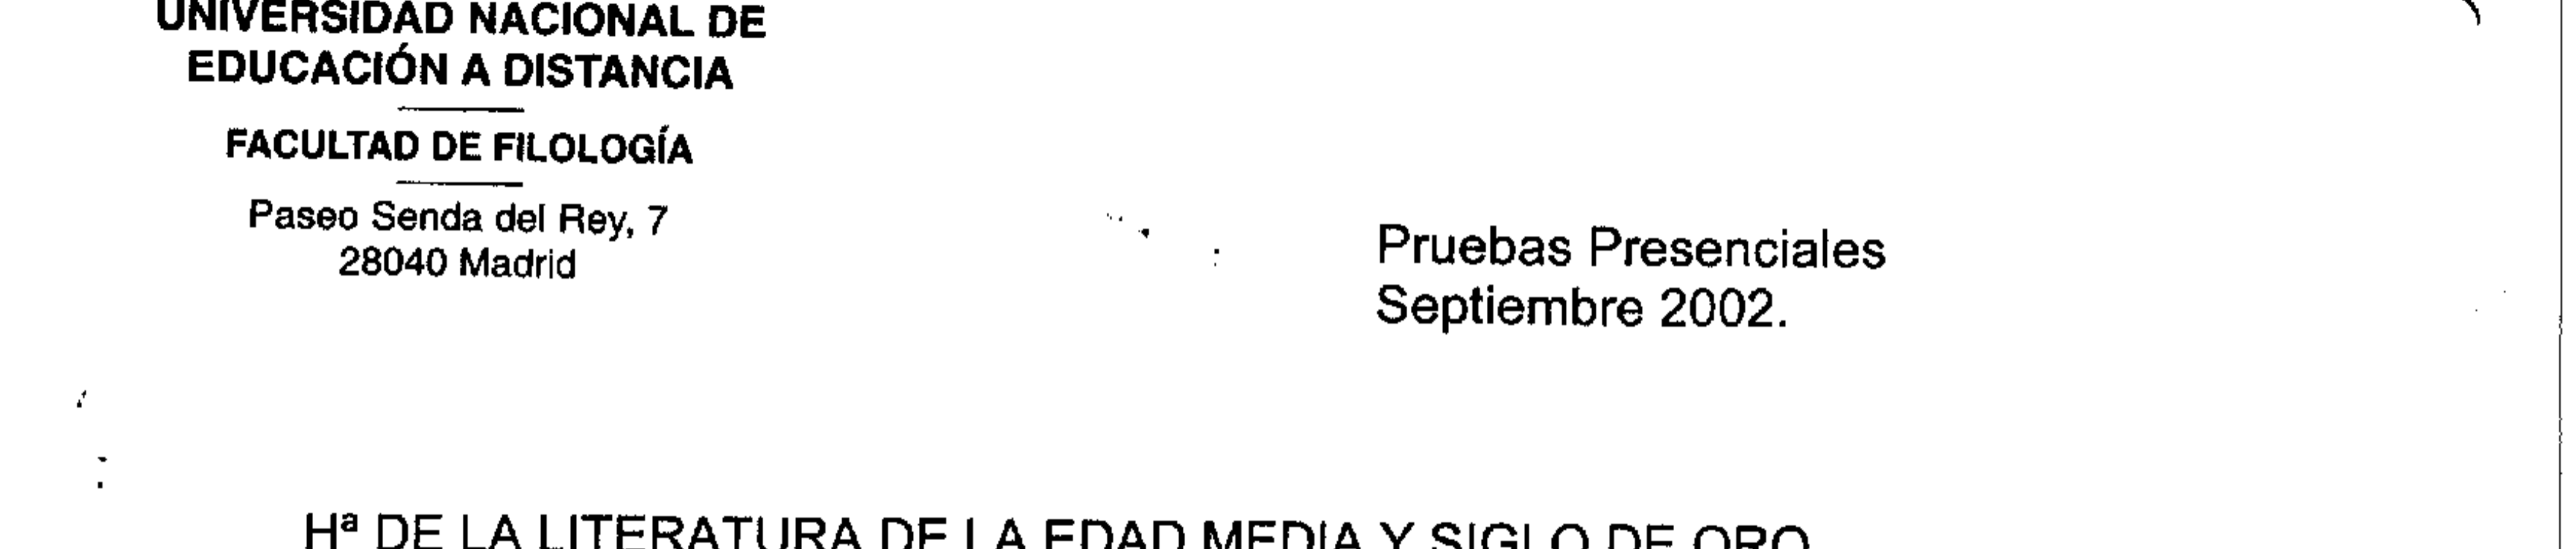 UNIVERSIDAD NACIONAL DE
EDUCACIÓN A DISTANCIA
FACULTAD DE FILOLOGÍA
Paseo Senda del Rey, 7
28040 Madrid
Pruebas Presenciales
Septiembre 2002.
Hª DE LA LITERATURA DE LA EDAD MEDIA Y SIGLO DE ORO